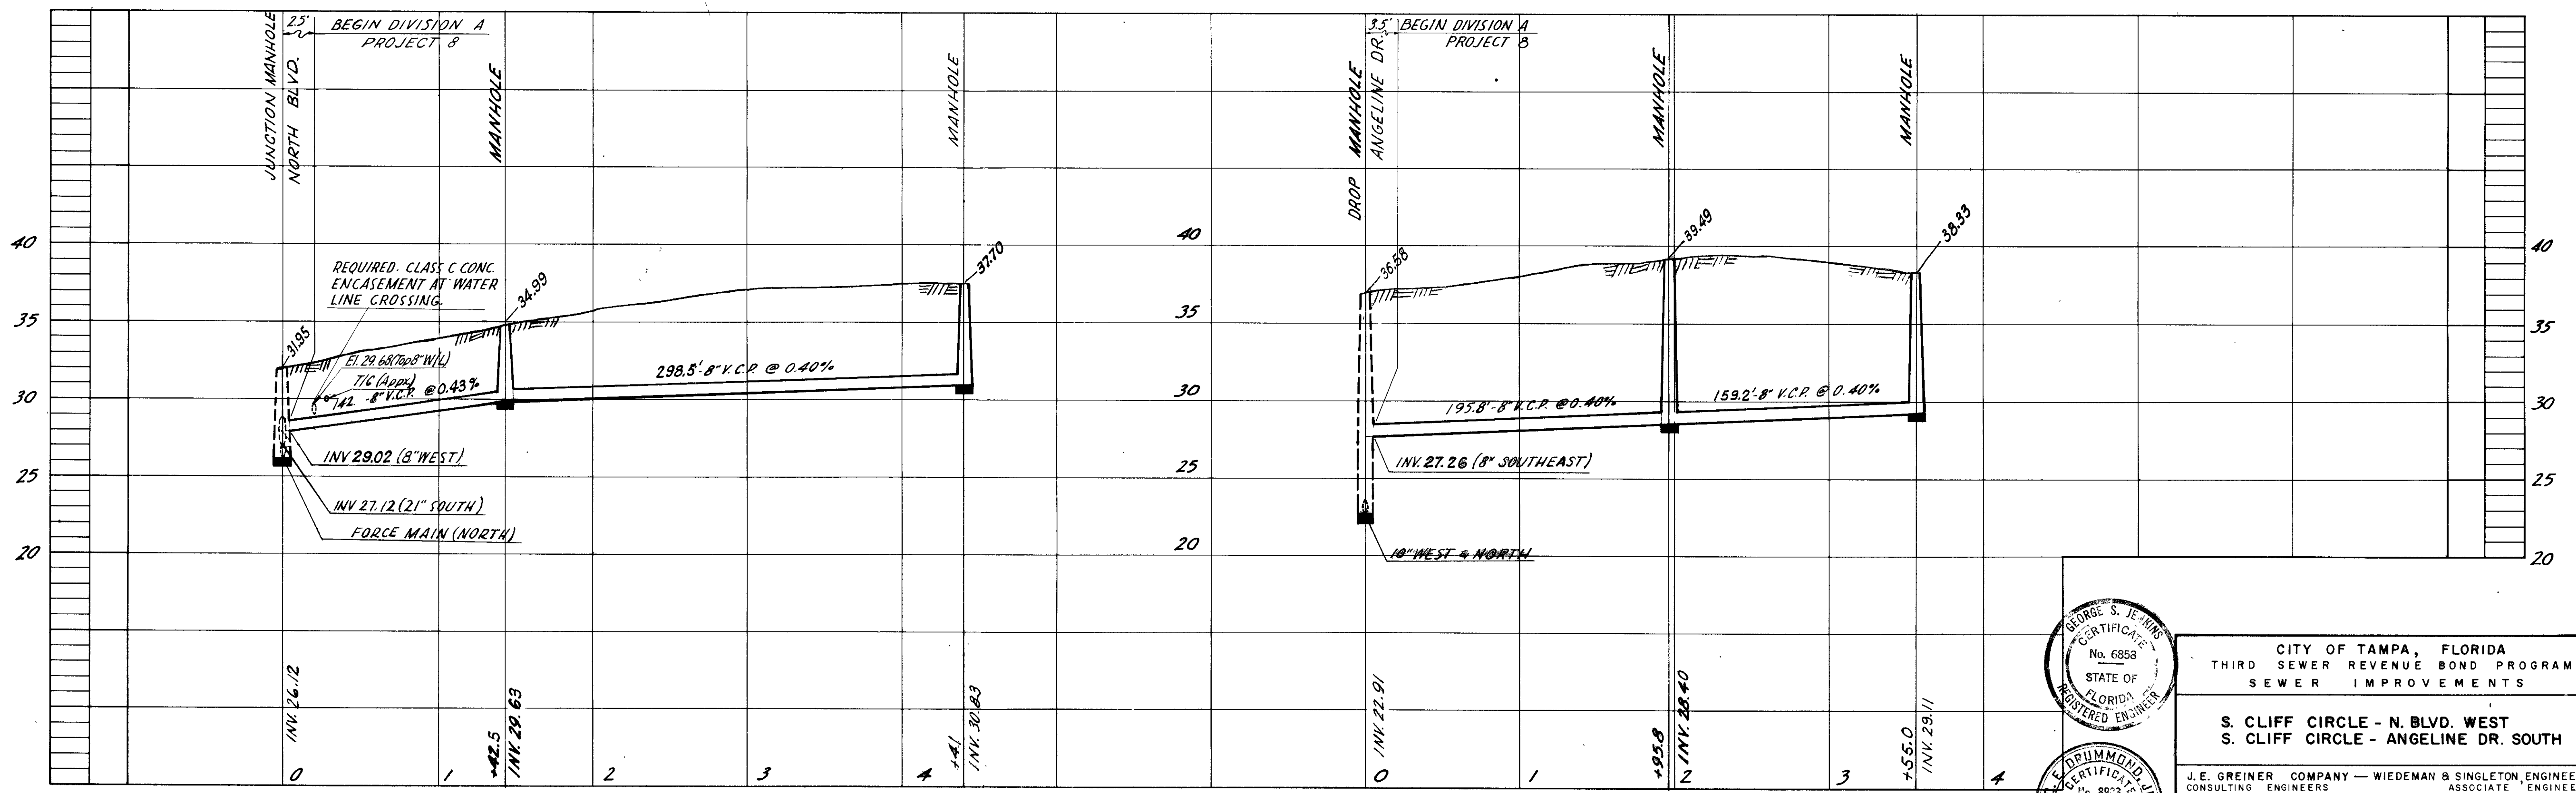 JUNCTION MANHOLE
NORTH BLVD.
25'
BEGIN DIVISION A
PROJECT 8
MANHOLE
MANHOLE
DROP MANHOLE
ANGELINE DR.
3.5'
BEGIN DIVISION A
PROJECT 8
MANHOLE
MANHOLE
40
35
30
25
20
REQUIRED. CLASS C CONC.
ENCASEMENT AT WATER
LINE CROSSING.
31.95
34.99
37.70
El. 29.68 (Top 8" W/L)
T/C (Appx)
142. -8" V.C.P. @ 0.43%
298.5'-8" V.C.P. @ 0.40%
INV 29.02 (8" WEST)
INV 27.12 (21" SOUTH)
FORCE MAIN (NORTH)
40
35
30
25
20
36.58
39.49
38.33
195.8'-8" V.C.P. @ 0.40%
159.2'-8" V.C.P. @ 0.40%
INV. 27.26 (8" SOUTHEAST)
10" WEST & NORTH
40
35
30
25
20
INV. 26.12
+42.5
INV. 29.63
+41
INV. 30.83
INV. 22.91
+95.8
INV. 28.40
+55.0
INV. 29.11
0 1 2 3 4
0 1 2 3 4
GEORGE S. JENKINS
CERTIFICATE
No. 6858
STATE OF
FLORIDA
REGISTERED ENGINEER
DRUMMOND, J
CERTIFICATE
CITY OF TAMPA, FLORIDA
THIRD SEWER REVENUE BOND PROGRAM
SEWER IMPROVEMENTS
S. CLIFF CIRCLE - N. BLVD. WEST
S. CLIFF CIRCLE - ANGELINE DR. SOUTH
J. E. GREINER COMPANY — WIEDEMAN & SINGLETON, ENGINEE
CONSULTING ENGINEERS ASSOCIATE ENGINEE